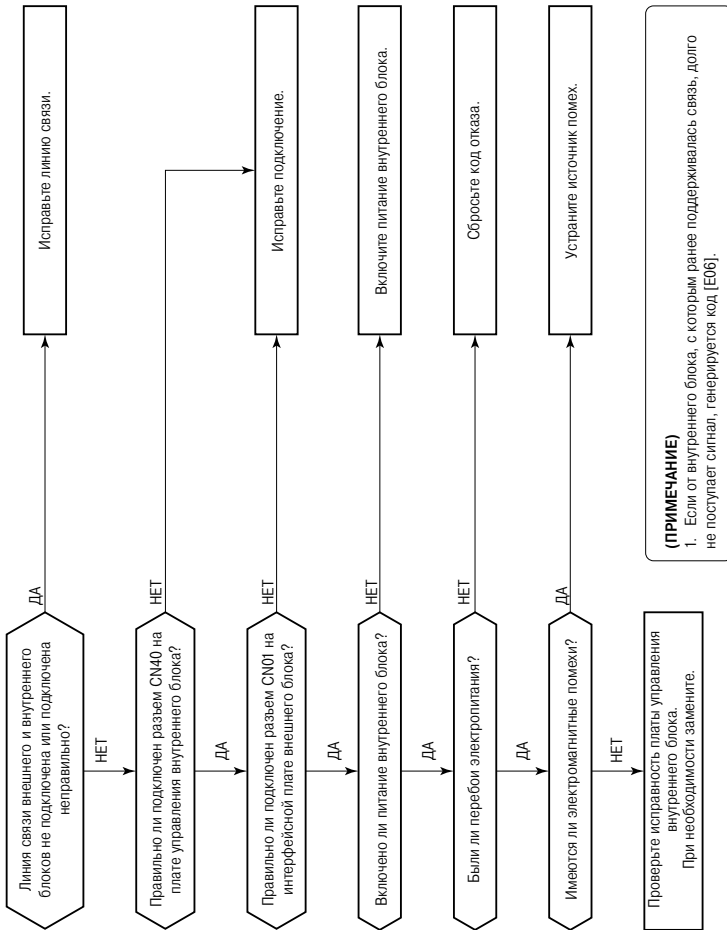 Линия связи внешнего и внутреннего
блоков не подключена или подключена
неправильно?
ДА
Исправьте линию связи.
НЕТ
Правильно ли подключен разъем CN40 на
плате управления внутреннего блока?
НЕТ
ДА
Правильно ли подключен разъем CN01 на
интерфейсной плате внешнего блока?
НЕТ
Исправьте подключение.
ДА
Включено ли питание внутреннего блока?
НЕТ
Включите питание внутреннего блока.
ДА
Были ли перебои электропитания?
НЕТ
Сбросьте код отказа.
ДА
Имеются ли электромагнитные помехи?
ДА
Устраните источник помех.
НЕТ
Проверьте исправность платы управления
внутреннего блока.
При необходимости замените.
(ПРИМЕЧАНИЕ)
1. Если от внутреннего блока, с которым ранее поддерживалась связь, долго
не поступает сигнал, генерируется код [E06].